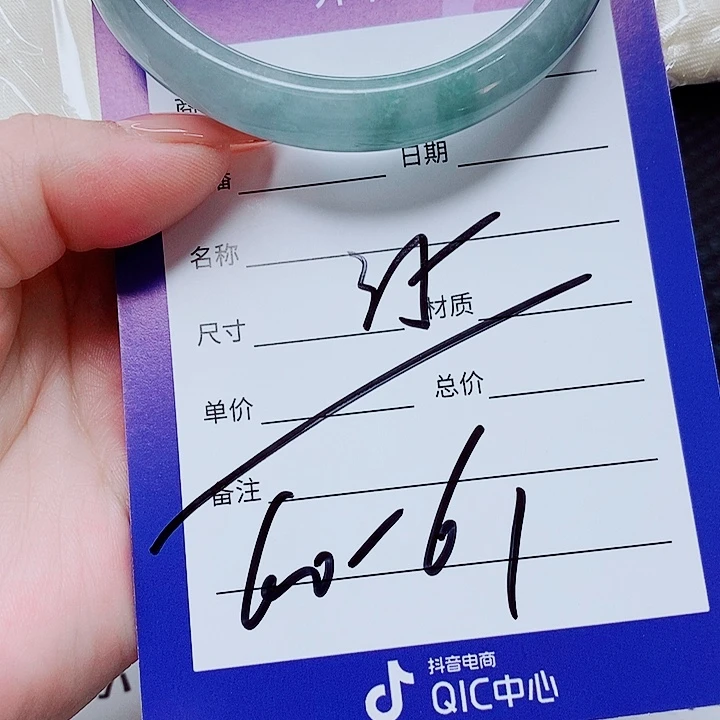 日期
名称
尺寸 材质
单价 总价
备注
60-61
抖音电商
QIC中心